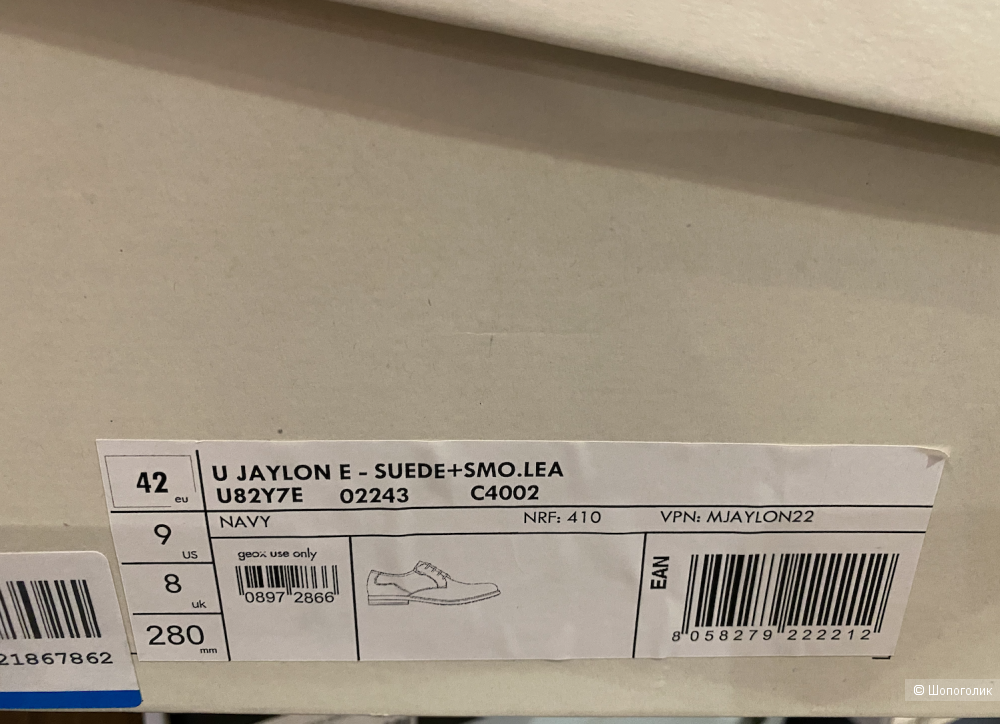 42 eu
U JAYLON E - SUEDE+SMO.LEA
U82Y7E 02243 C4002
9 US
NAVY NRF: 410 VPN: MJAYLON22
8 uk
geox use only
0897 2866
EAN
8 058279 222212
280 mm
21867862
© Шопоголик